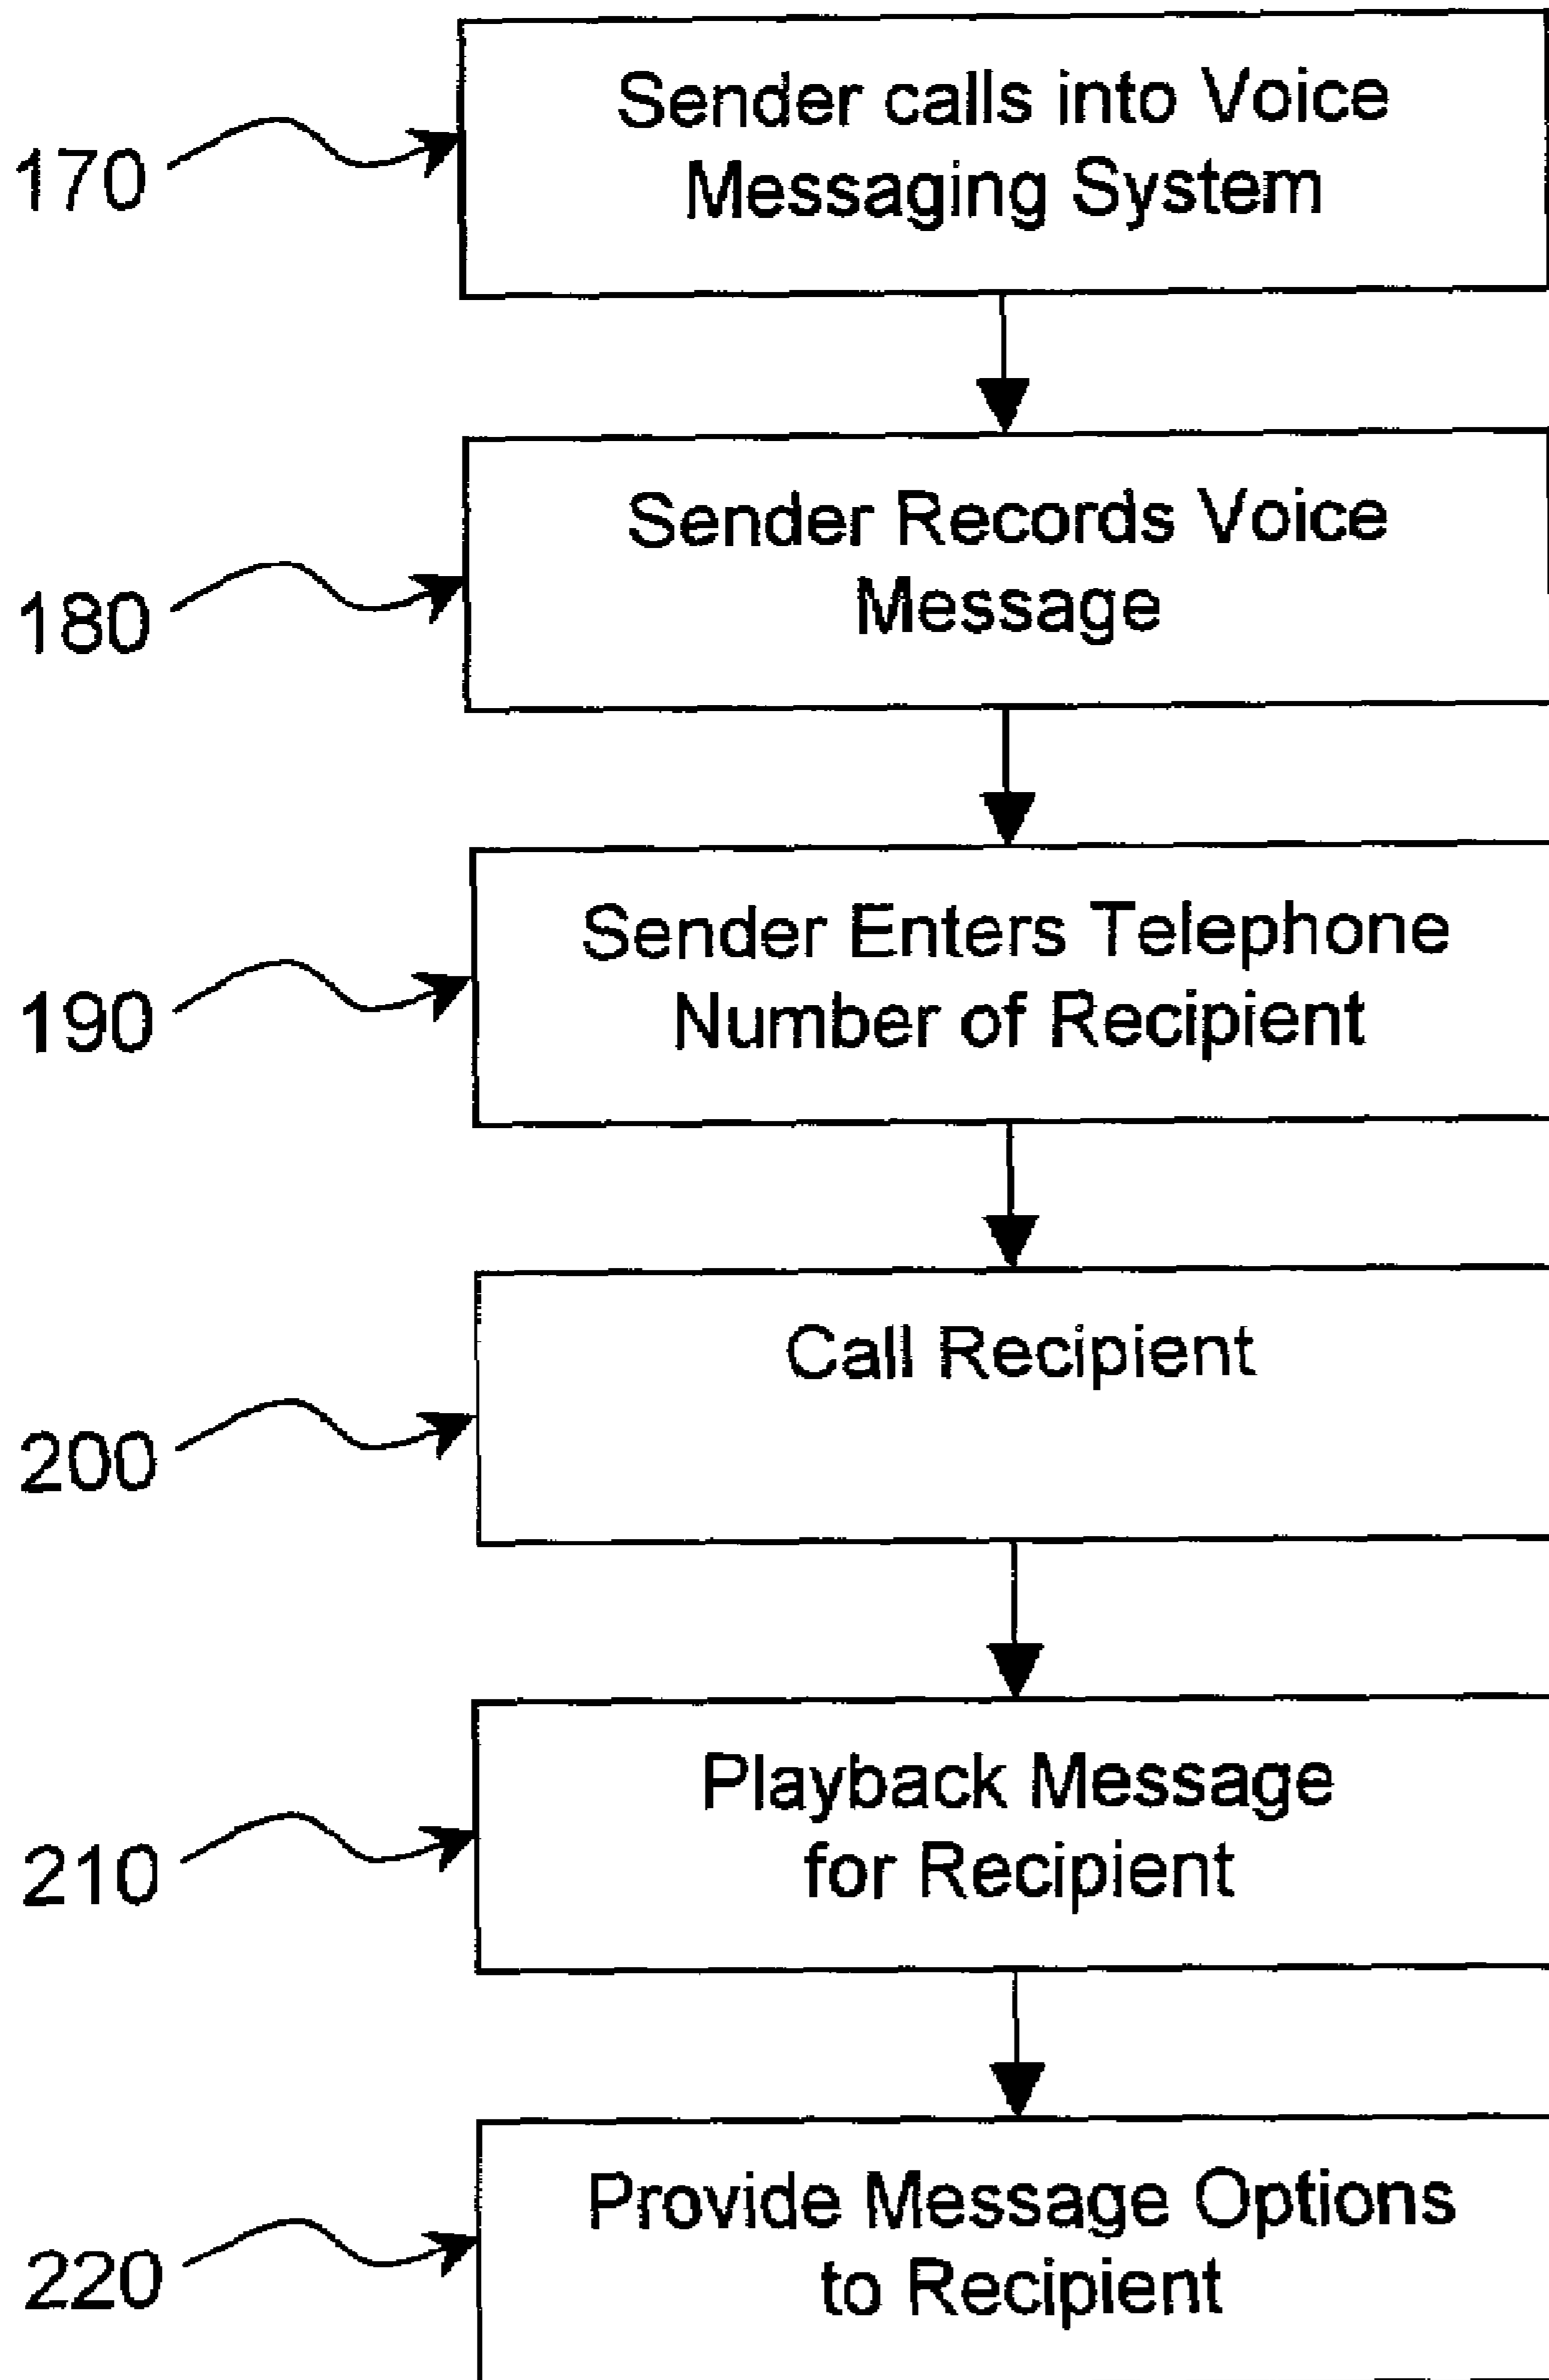 170
Sender calls into Voice
Messaging System
180
Sender Records Voice
Message
190
Sender Enters Telephone
Number of Recipient
200
Call Recipient
210
Playback Message
for Recipient
220
Provide Message Options
to Recipient